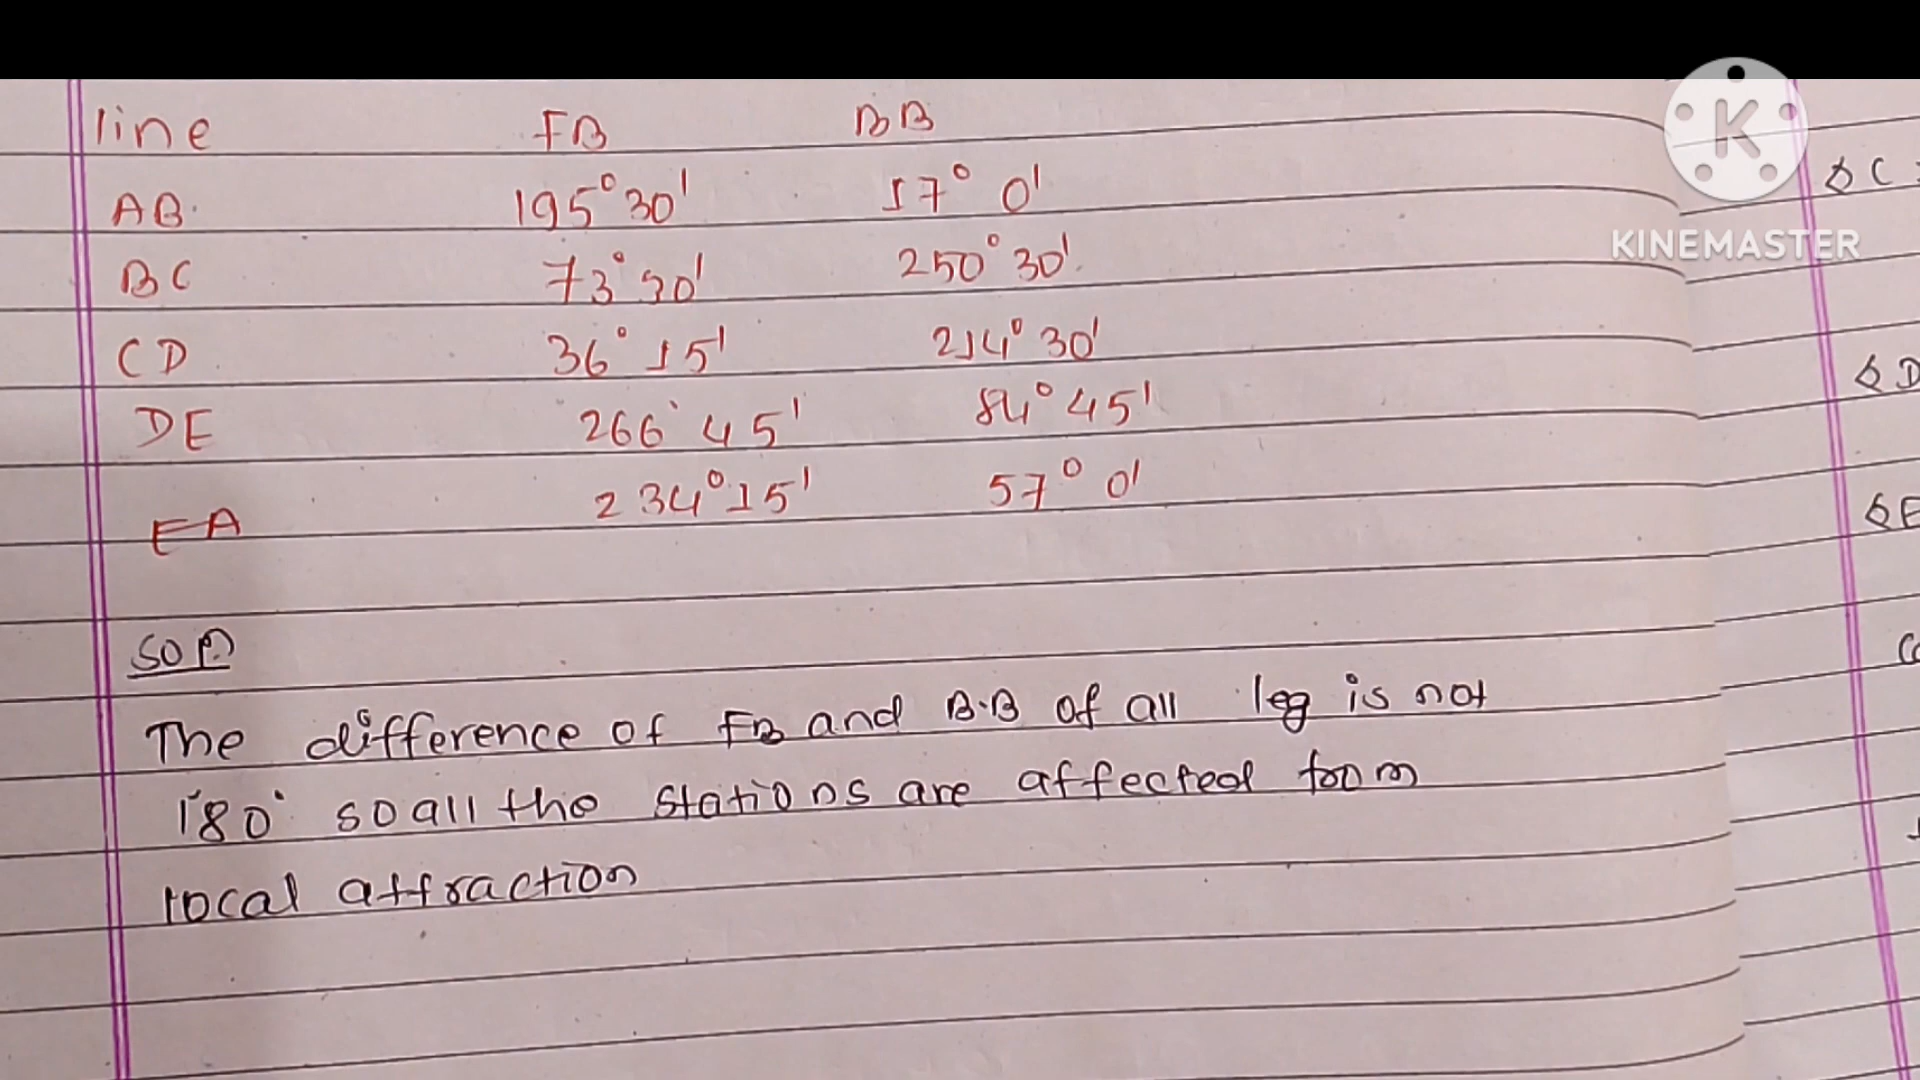 line FB BB
AB 195°30' 17° 0'
BC 73°30' 250°30'
CD 36°15' 214°30'
DE 266°45' 84°45'
EA 234°15' 57° 0'
Soln
The difference of FB and B.B of all leg is not
180° so all the stations are affected from
local attraction
K
KINEMASTER